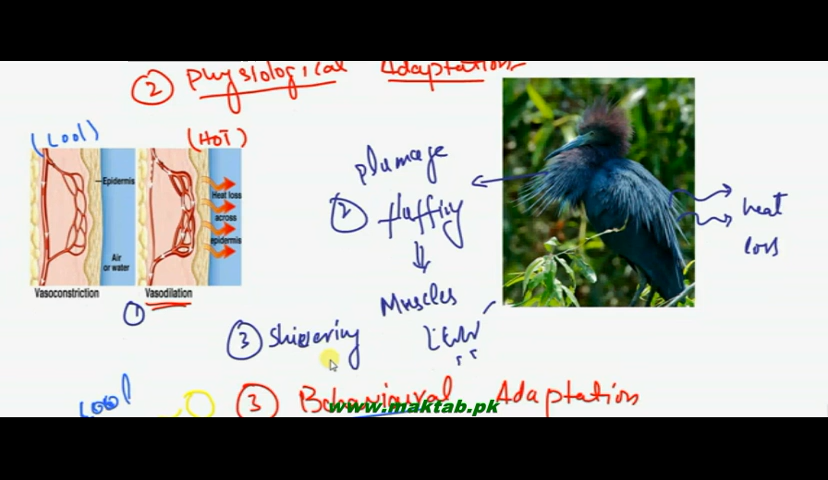 ② Physiological Adaptations
(Cool)
(HOT)
Epidermis
Heat loss
across
epidermis
Air
or water
Vasoconstriction
Vasodilation
①
plumage
② fluffing
Muscles
heat
loss
③ Shivering
Cool
③ Behavioural Adaptation
www.maktab.pk